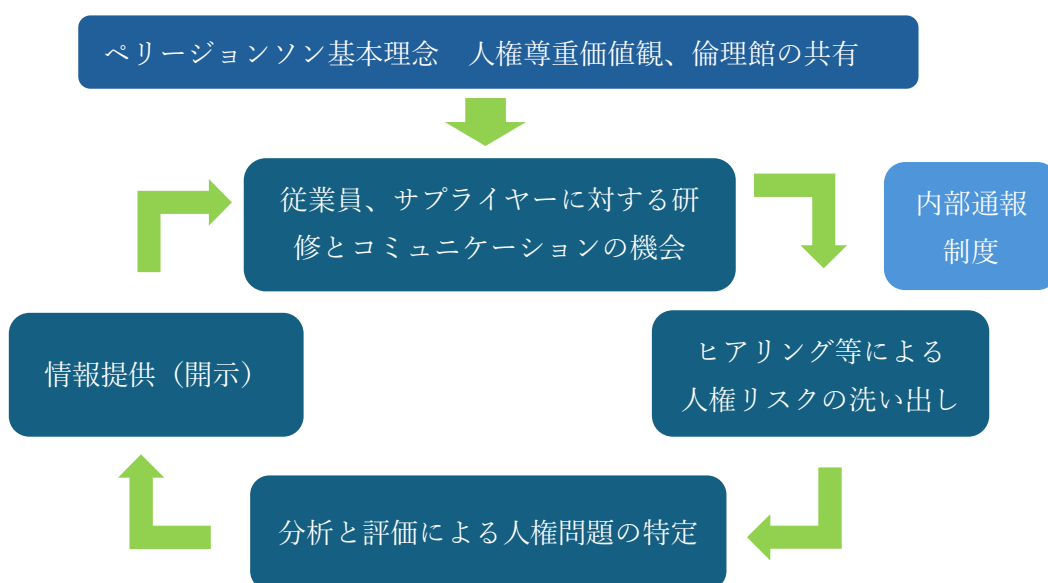 ペリージョンソン基本理念　人権尊重価値観、倫理館の共有
従業員、サプライヤーに対する研
修とコミュニケーションの機会
内部通報
制度
ヒアリング等による
人権リスクの洗い出し
情報提供（開示）
分析と評価による人権問題の特定